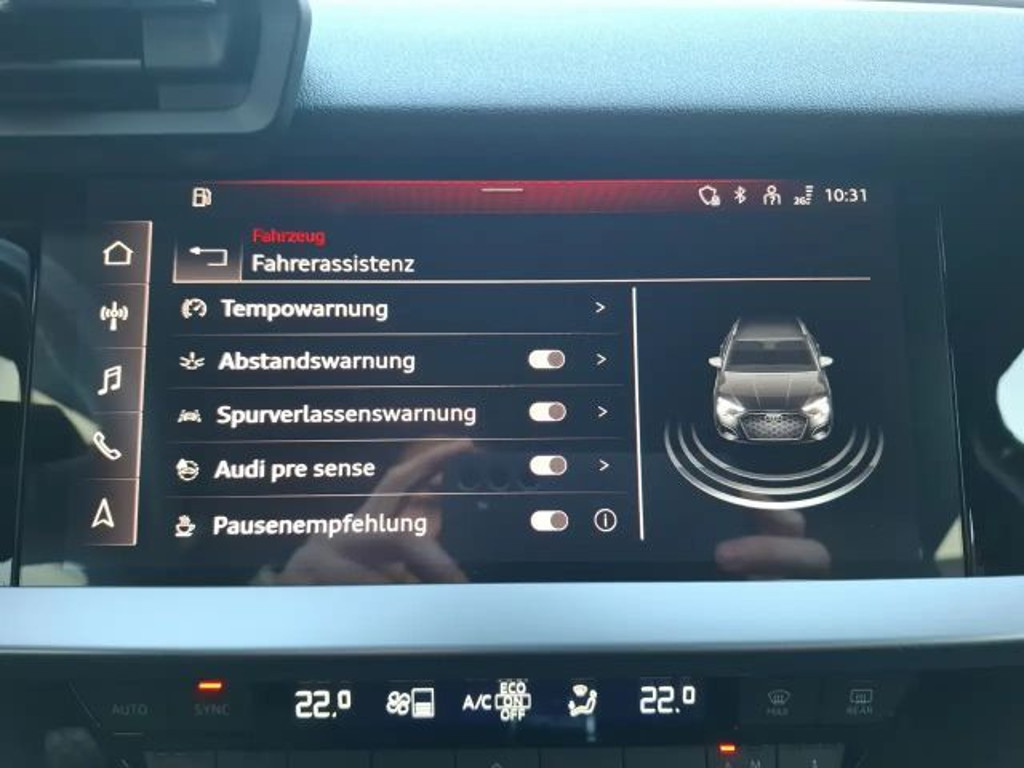 10:31
Fahrzeug
Fahrerassistenz
Tempowarnung
Abstandswarnung
Spurverlassenswarnung
Audi pre sense
Pausenempfehlung
AUTO
SYNC
22.0
A/C
ECO
ON
OFF
22.0
MAX
REAR
A M
1